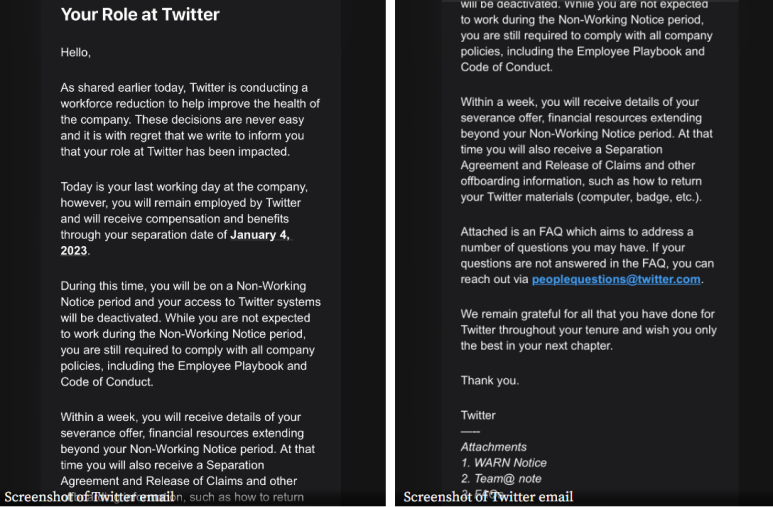 Your Role at Twitter
Hello,
As shared earlier today, Twitter is conducting a
workforce reduction to help improve the health of
the company. These decisions are never easy
and it is with regret that we write to inform you
that your role at Twitter has been impacted.
Today is your last working day at the company,
however, you will remain employed by Twitter
and will receive compensation and benefits
through your separation date of January 4,
2023.
During this time, you will be on a Non-Working
Notice period and your access to Twitter systems
will be deactivated. While you are not expected
to work during the Non-Working Notice period,
you are still required to comply with all company
policies, including the Employee Playbook and
Code of Conduct.
Within a week, you will receive details of your
severance offer, financial resources extending
beyond your Non-Working Notice period. At that
time you will also receive a Separation
Agreement and Release of Claims and other
offboarding information, such as how to return
Screenshot of Twitter email
will be deactivated. While you are not expected
to work during the Non-Working Notice period,
you are still required to comply with all company
policies, including the Employee Playbook and
Code of Conduct.
Within a week, you will receive details of your
severance offer, financial resources extending
beyond your Non-Working Notice period. At that
time you will also receive a Separation
Agreement and Release of Claims and other
offboarding information, such as how to return
your Twitter materials (computer, badge, etc.).
Attached is an FAQ which aims to address a
number of questions you may have. If your
questions are not answered in the FAQ, you can
reach out via peoplequestions@twitter.com.
We remain grateful for all that you have done for
Twitter throughout your tenure and wish you only
the best in your next chapter.
Thank you.
Twitter
Attachments
1. WARN Notice
2. Team@ note
3. FAQs
Screenshot of Twitter email